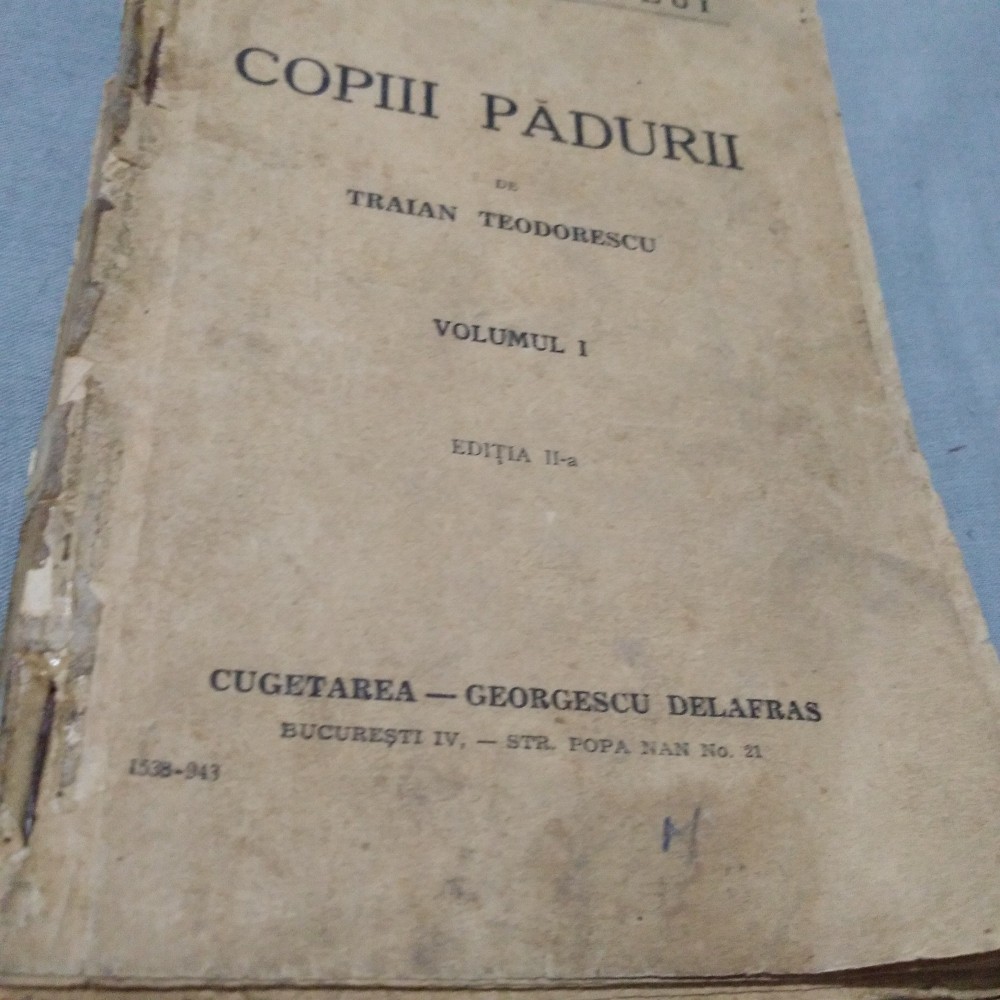 COPIII PĂDURII
DE
TRAIAN TEODORESCU
VOLUMUL I
EDIȚIA II-a
CUGETAREA — GEORGESCU DELAFRAS
BUCUREȘTI IV, — STR. POPA NAN No. 21
1538-943